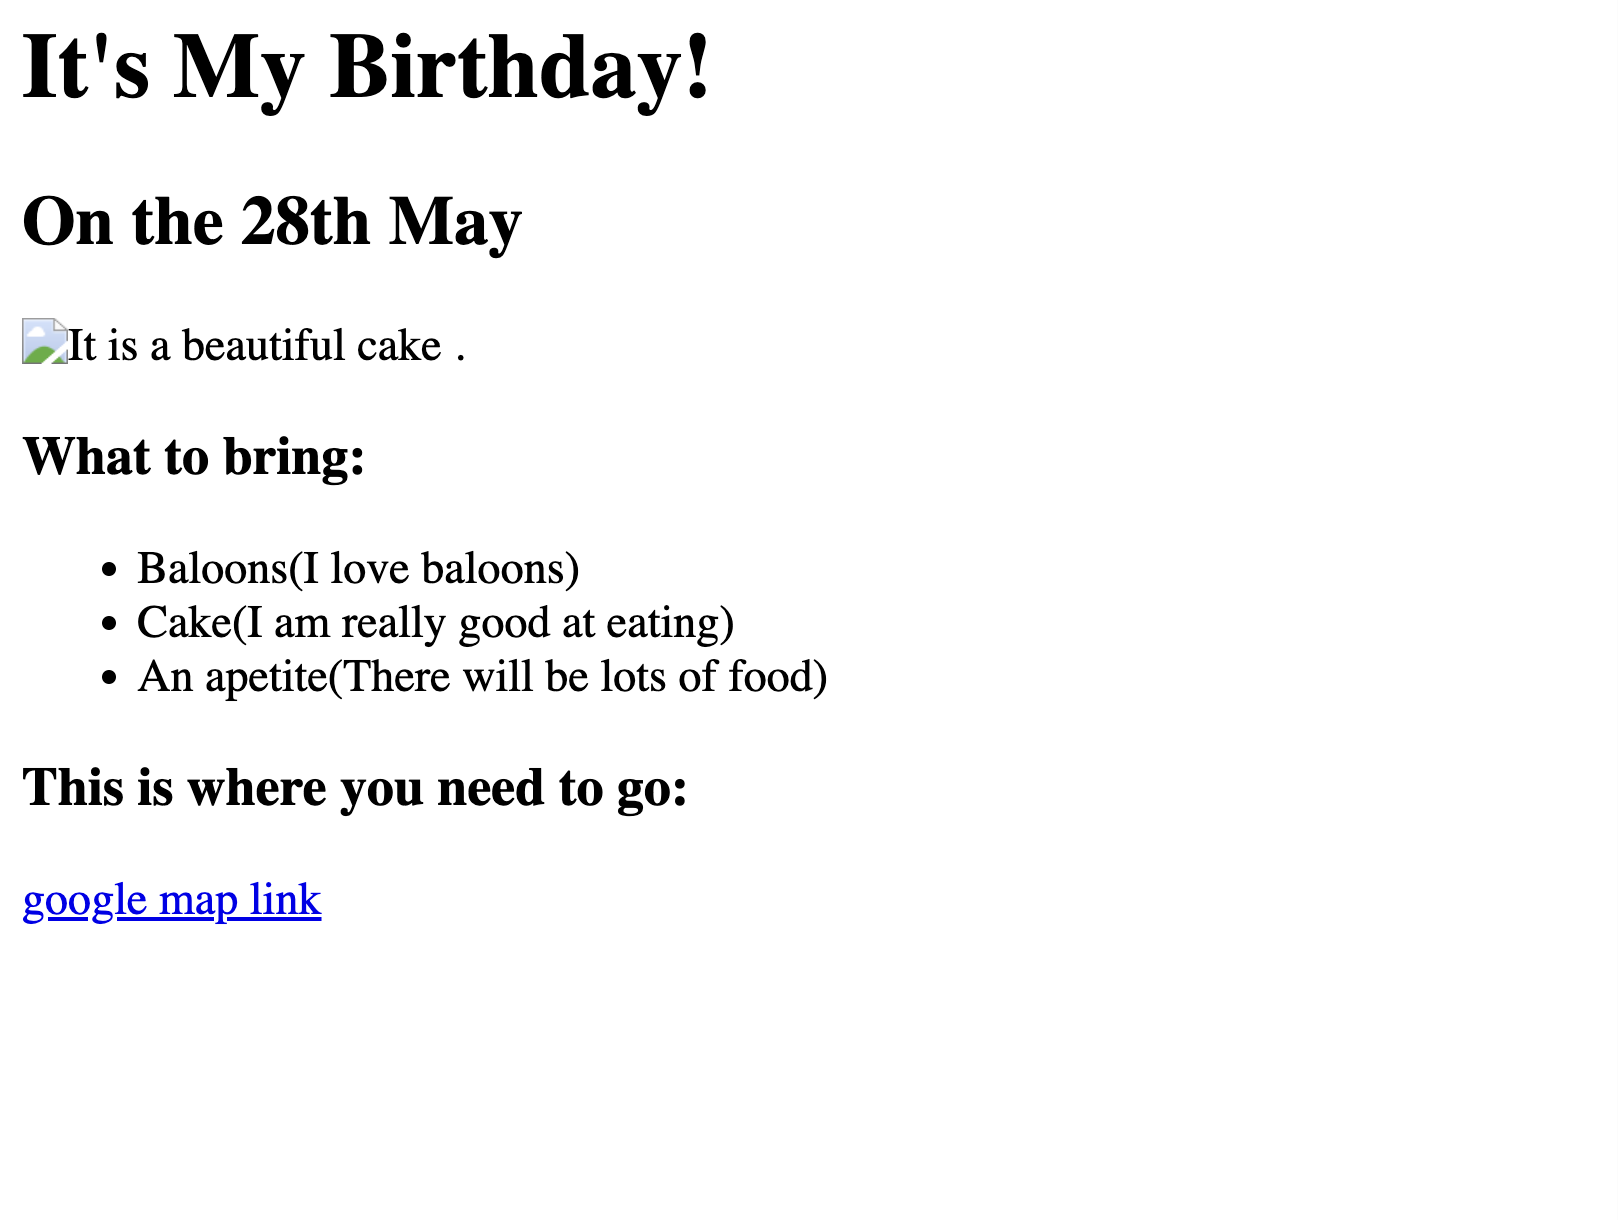 It's My Birthday!
On the 28th May
It is a beautiful cake .
What to bring:
Baloons(I love baloons)
Cake(I am really good at eating)
An apetite(There will be lots of food)
This is where you need to go:
google map link